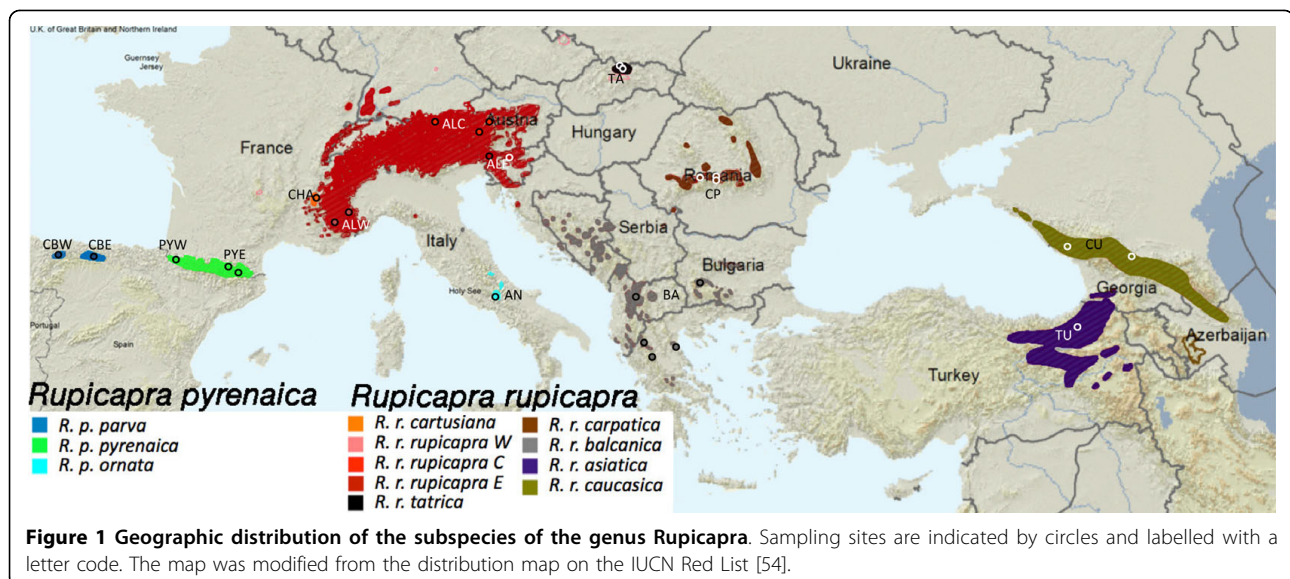 U.K. of Great Britain and Northern Ireland
Guernsey
Jersey
Ukraine
TA
ALC
Austria
Hungary
France
Romania
CP
CHA
ALW
Italy
Serbia
CBW
CBE
PYW
PYE
Bulgaria
CU
Georgia
Holy See
AN
BA
Portugal
Spain
TU
Azerbaijan
Turkey
Rupicapra pyrenaica
R. p. parva
R. p. pyrenaica
R. p. ornata
Rupicapra rupicapra
R. r. cartusiana
R. r. rupicapra W
R. r. rupicapra C
R. r. rupicapra E
R. r. tatrica
R. r. carpatica
R. r. balcanica
R. r. asiatica
R. r. caucasica
Figure 1 Geographic distribution of the subspecies of the genus Rupicapra. Sampling sites are indicated by circles and labelled with a
letter code. The map was modified from the distribution map on the IUCN Red List [54].